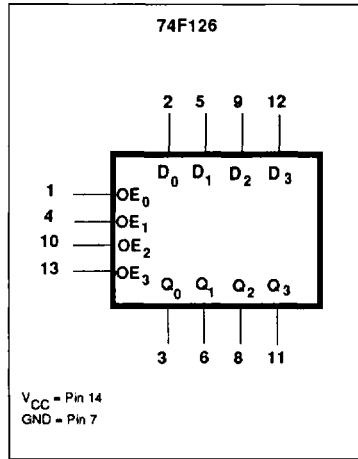 74F126
2 5 9 12
D0 D1 D2 D3
1 OE0
4 OE1
10 OE2
13 OE3
Q0 Q1 Q2 Q3
3 6 8 11
VCC = Pin 14
GND = Pin 7